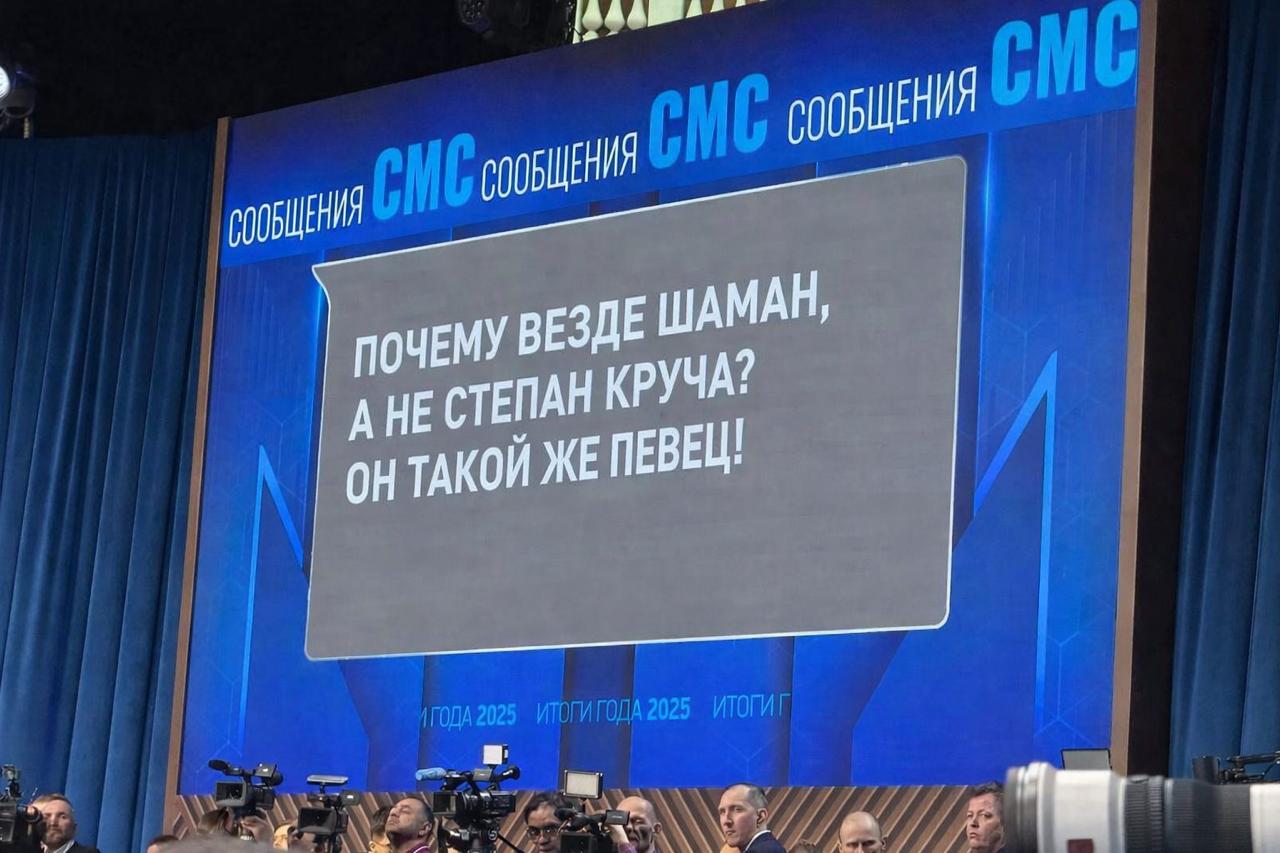 СООБЩЕНИЯ СМС СООБЩЕНИЯ СМС СООБЩЕНИЯ СМС
ПОЧЕМУ ВЕЗДЕ ШАМАН,
А НЕ СТЕПАН КРУЧА?
ОН ТАКОЙ ЖЕ ПЕВЕЦ!
И ГОДА 2025 ИТОГИ ГОДА 2025 ИТОГИ Г